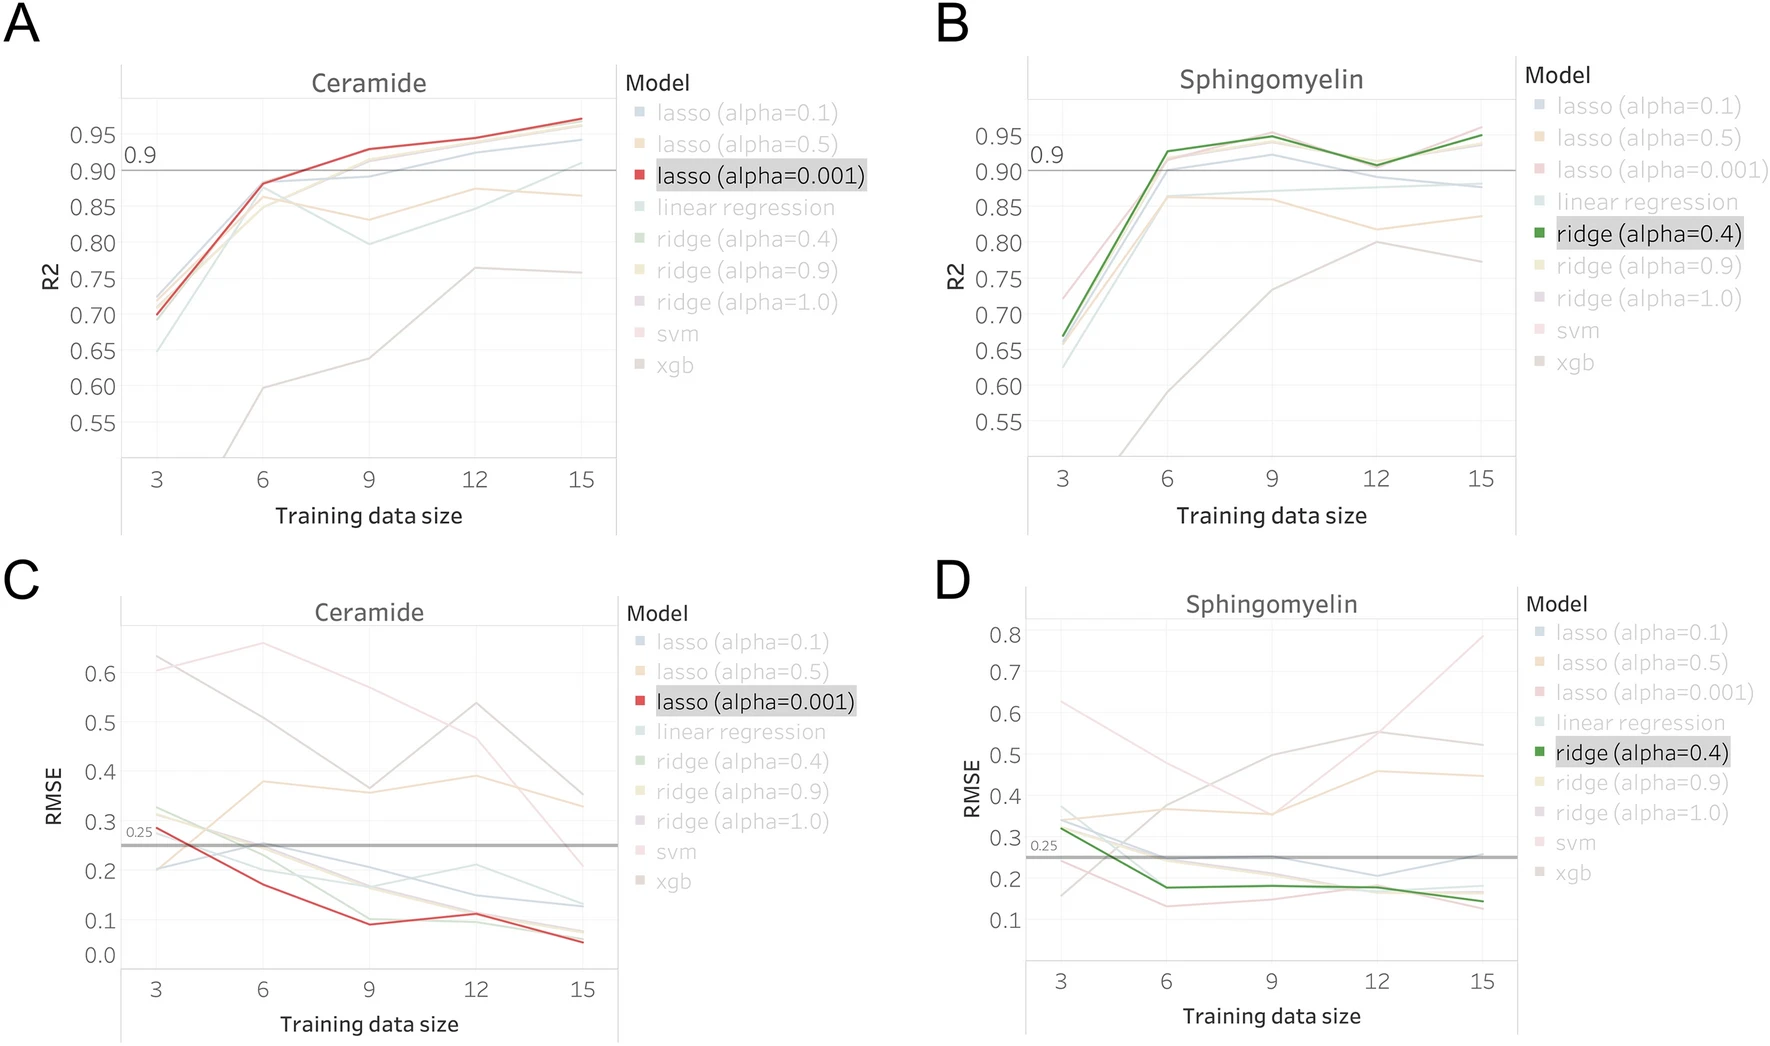 A
Ceramide
0.95
0.9
0.90
0.85
0.80
0.75
0.70
0.65
0.60
0.55
R2
3 6 9 12 15
Training data size
Model
lasso (alpha=0.1)
lasso (alpha=0.5)
lasso (alpha=0.001)
linear regression
ridge (alpha=0.4)
ridge (alpha=0.9)
ridge (alpha=1.0)
svm
xgb
B
Sphingomyelin
0.95
0.9
0.90
0.85
0.80
0.75
0.70
0.65
0.60
0.55
R2
3 6 9 12 15
Training data size
Model
lasso (alpha=0.1)
lasso (alpha=0.5)
lasso (alpha=0.001)
linear regression
ridge (alpha=0.4)
ridge (alpha=0.9)
ridge (alpha=1.0)
svm
xgb
C
Ceramide
0.6
0.5
0.4
0.3
0.25
0.2
0.1
0.0
RMSE
3 6 9 12 15
Training data size
Model
lasso (alpha=0.1)
lasso (alpha=0.5)
lasso (alpha=0.001)
linear regression
ridge (alpha=0.4)
ridge (alpha=0.9)
ridge (alpha=1.0)
svm
xgb
D
Sphingomyelin
0.8
0.7
0.6
0.5
0.4
0.3
0.25
0.2
0.1
RMSE
3 6 9 12 15
Training data size
Model
lasso (alpha=0.1)
lasso (alpha=0.5)
lasso (alpha=0.001)
linear regression
ridge (alpha=0.4)
ridge (alpha=0.9)
ridge (alpha=1.0)
svm
xgb